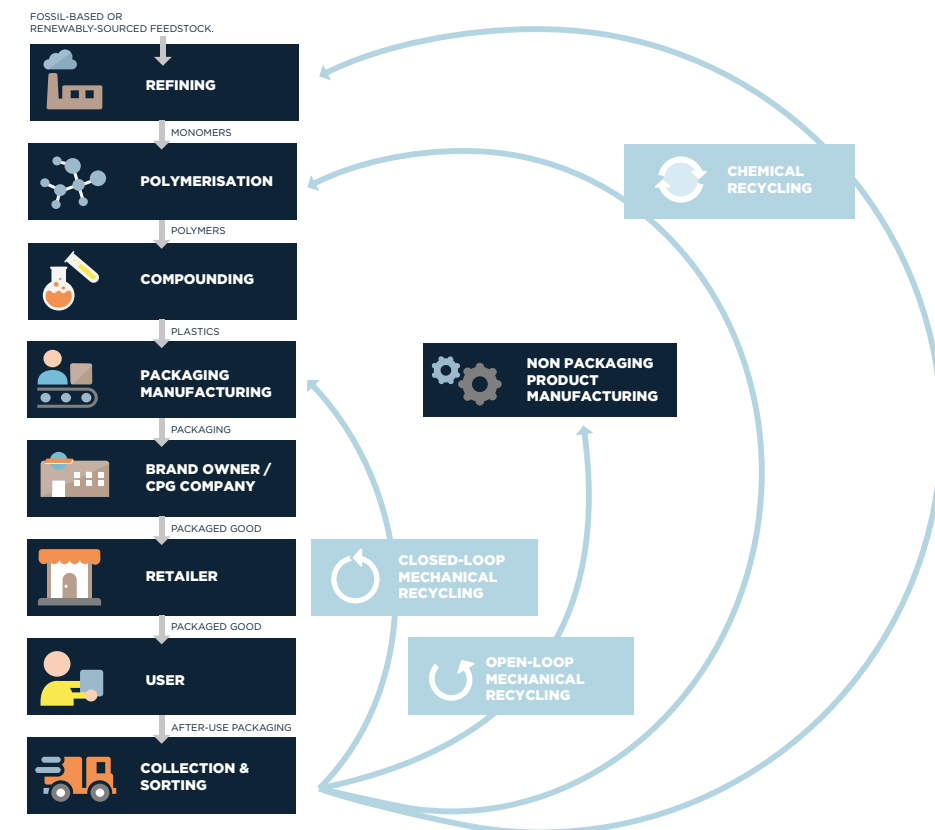 FOSSIL-BASED OR
RENEWABLY-SOURCED FEEDSTOCK.
REFINING
MONOMERS
POLYMERISATION
POLYMERS
COMPOUNDING
PLASTICS
PACKAGING
MANUFACTURING
PACKAGING
BRAND OWNER /
CPG COMPANY
PACKAGED GOOD
RETAILER
PACKAGED GOOD
USER
AFTER-USE PACKAGING
COLLECTION &
SORTING
CHEMICAL
RECYCLING
NON PACKAGING
PRODUCT
MANUFACTURING
CLOSED-LOOP
MECHANICAL
RECYCLING
OPEN-LOOP
MECHANICAL
RECYCLING